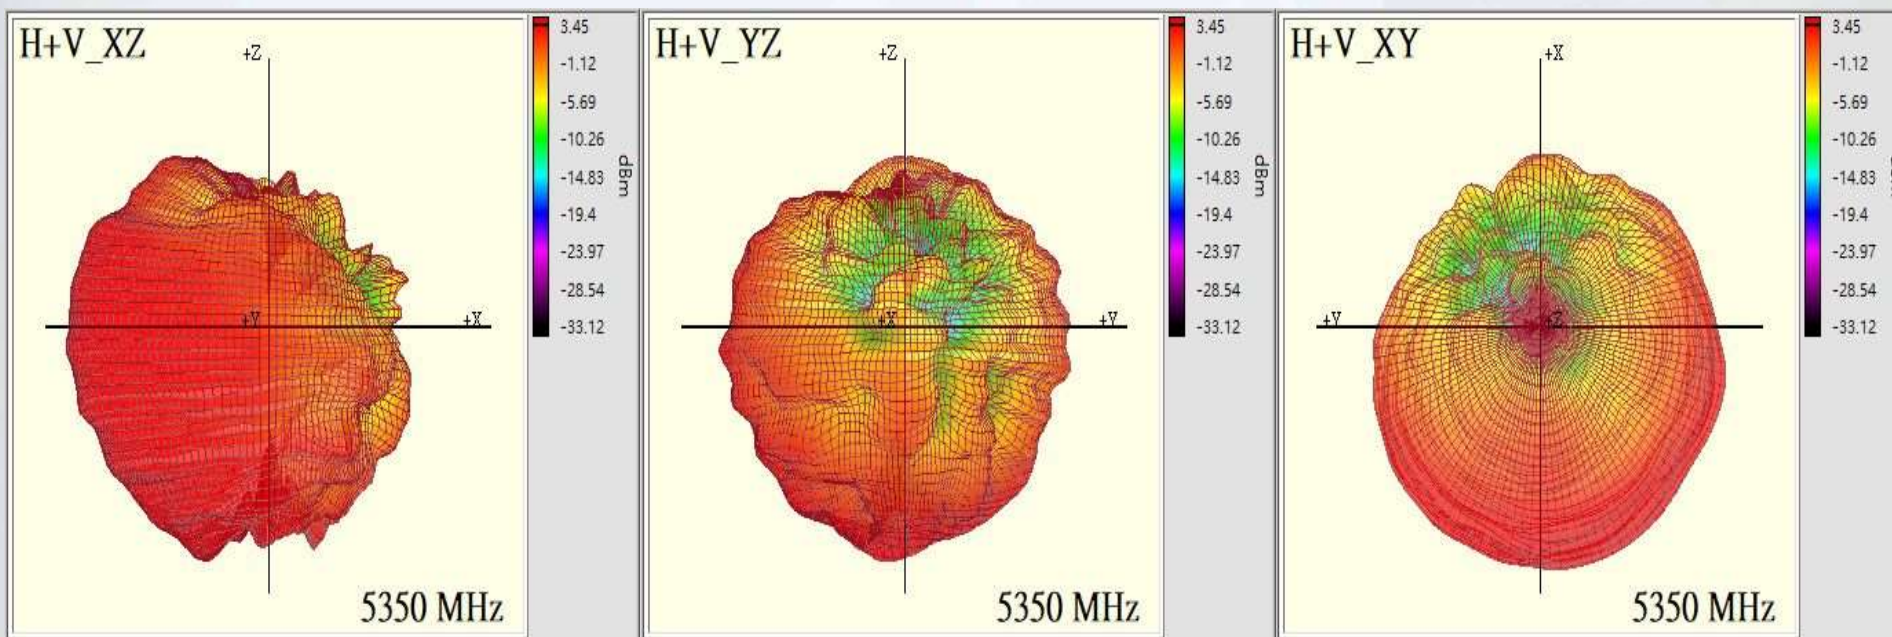 H+V_XZ
+Z
+Y
+X
3.45
-1.12
-5.69
-10.26
-14.83
-19.4
-23.97
-28.54
-33.12
dBm
5350 MHz
H+V_YZ
+Z
+X
+Y
3.45
-1.12
-5.69
-10.26
-14.83
-19.4
-23.97
-28.54
-33.12
dBm
5350 MHz
H+V_XY
+X
+Y
+Z
3.45
-1.12
-5.69
-10.26
-14.83
-19.4
-23.97
-28.54
-33.12
5350 MHz